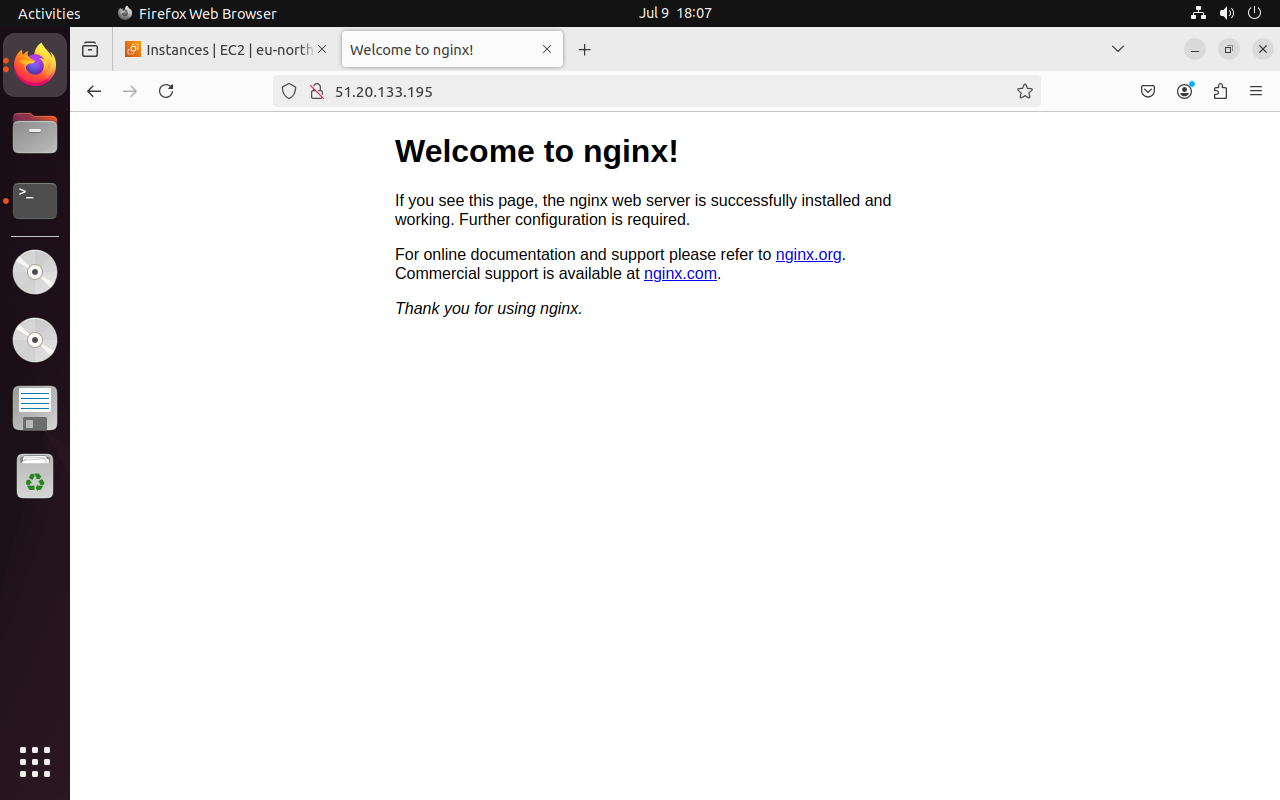 Activities
Firefox Web Browser
Jul 9 18:07
Instances | EC2 | eu-north
Welcome to nginx!
51.20.133.195
Welcome to nginx!
If you see this page, the nginx web server is successfully installed and
working. Further configuration is required.
For online documentation and support please refer to nginx.org.
Commercial support is available at nginx.com.
Thank you for using nginx.